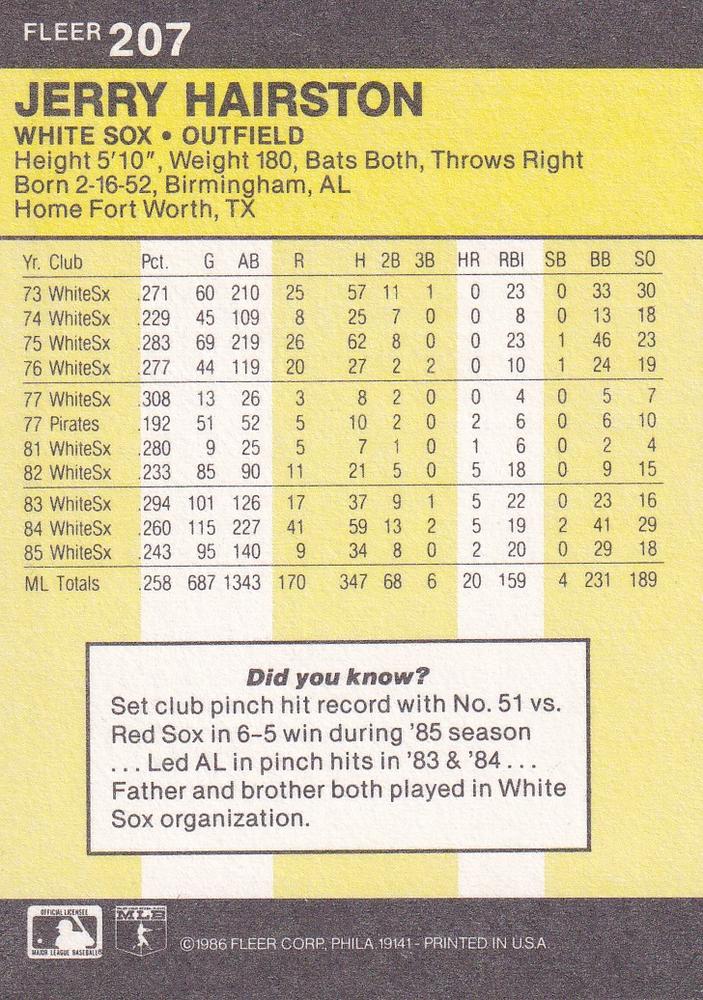 FLEER 207
JERRY HAIRSTON
WHITE SOX • OUTFIELD
Height 5'10", Weight 180, Bats Both, Throws Right
Born 2-16-52, Birmingham, AL
Home Fort Worth, TX
Yr. Club Pct. G AB R H 2B 3B HR RBI SB BB SO
73 WhiteSx .271 60 210 25 57 11 1 0 23 0 33 30
74 WhiteSx .229 45 109 8 25 7 0 0 8 0 13 18
75 WhiteSx .283 69 219 26 62 8 0 0 23 1 46 23
76 WhiteSx .277 44 119 20 27 2 2 0 10 1 24 19
77 WhiteSx .308 13 26 3 8 2 0 0 4 0 5 7
77 Pirates .192 51 52 5 10 2 0 2 6 0 6 10
81 WhiteSx .280 9 25 5 7 1 0 1 6 0 2 4
82 WhiteSx .233 85 90 11 21 5 0 5 18 0 9 15
83 WhiteSx .294 101 126 17 37 9 1 5 22 0 23 16
84 WhiteSx .260 115 227 41 59 13 2 5 19 2 41 29
85 WhiteSx .243 95 140 9 34 8 0 2 20 0 29 18
ML Totals .258 687 1343 170 347 68 6 20 159 4 231 189
Did you know?
Set club pinch hit record with No. 51 vs.
Red Sox in 6–5 win during '85 season
... Led AL in pinch hits in '83 & '84...
Father and brother both played in White
Sox organization.
OFFICIAL LICENSEE
MAJOR LEAGUE BASEBALL
MLB
©1986 FLEER CORP., PHILA. 19141 - PRINTED IN U.S.A.